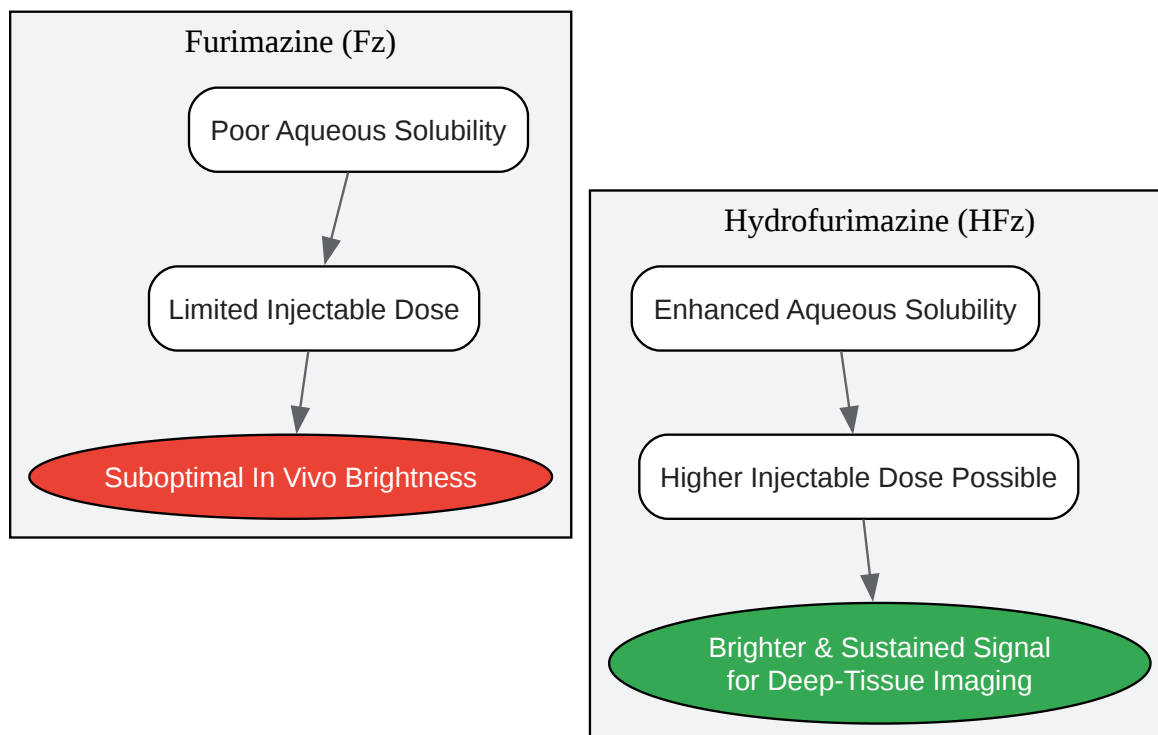 Furimazine (Fz)
Poor Aqueous Solubility
Limited Injectable Dose
Suboptimal In Vivo Brightness
Hydrofurimazine (HFz)
Enhanced Aqueous Solubility
Higher Injectable Dose Possible
Brighter & Sustained Signal
for Deep-Tissue Imaging